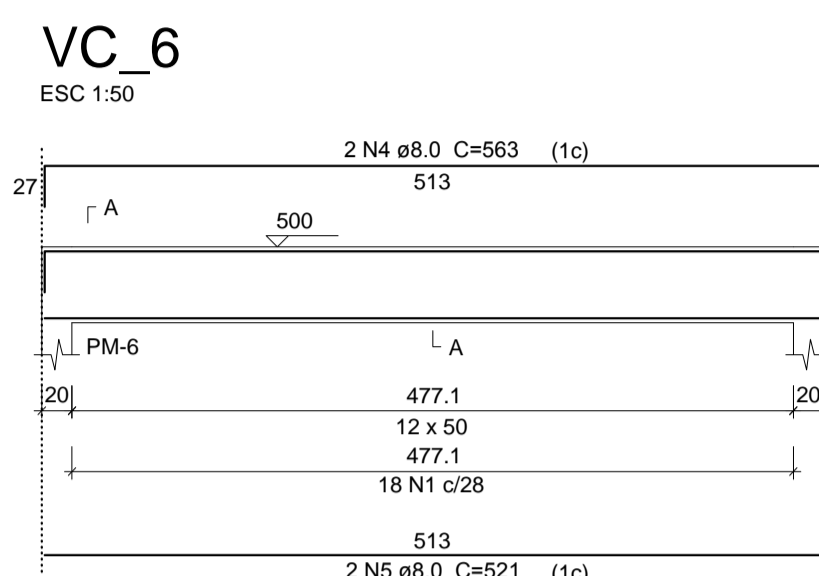 VC_6
ESC 1:50
2 N4 ø8.0 C=563 (1c)
27
513
A
500
PM-6
A
20
477.1
20
12 x 50
477.1
18 N1 c/28
513
2 N5 ø8.0 C=521 (1c)